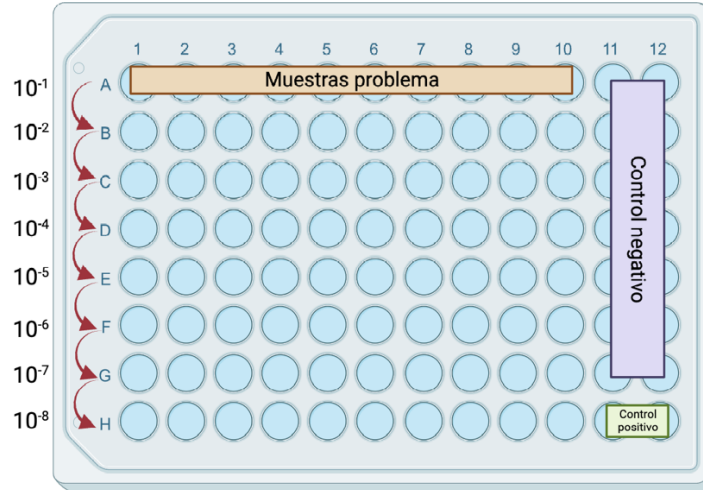 1 2 3 4 5 6 7 8 9 10 11 12
10⁻¹ A Muestras problema
10⁻² B
10⁻³ C
10⁻⁴ D
10⁻⁵ E
10⁻⁶ F
10⁻⁷ G
10⁻⁸ H
Control negativo
Control
positivo